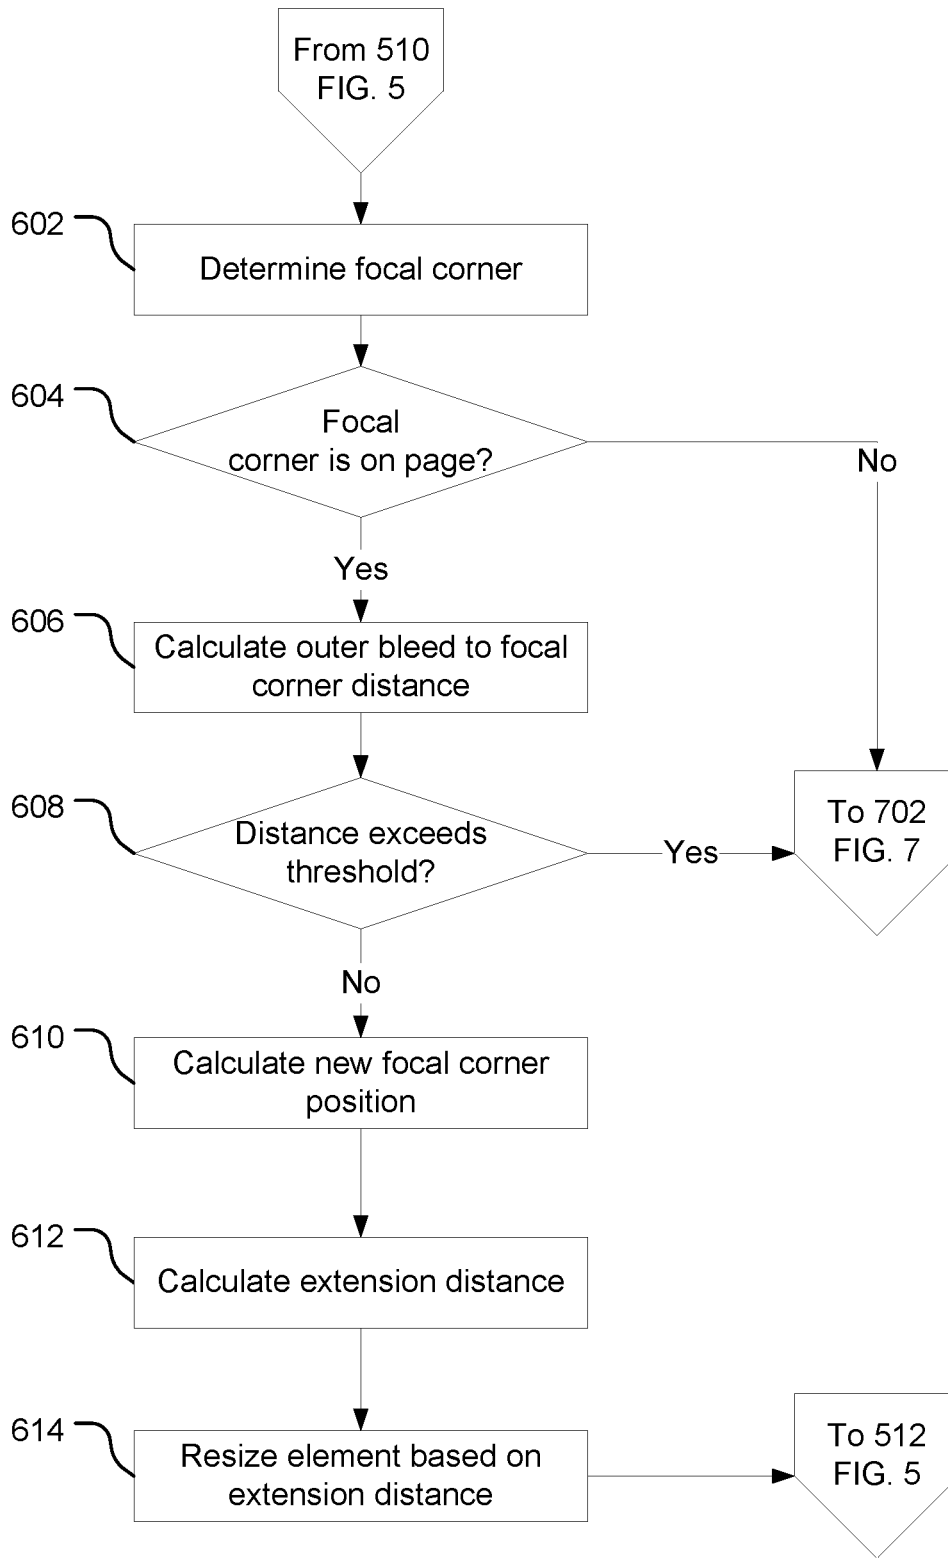 From 510
FIG. 5
602
Determine focal corner
604
Focal
corner is on page?
No
Yes
606
Calculate outer bleed to focal
corner distance
608
Distance exceeds
threshold?
Yes
To 702
FIG. 7
No
610
Calculate new focal corner
position
612
Calculate extension distance
614
Resize element based on
extension distance
To 512
FIG. 5